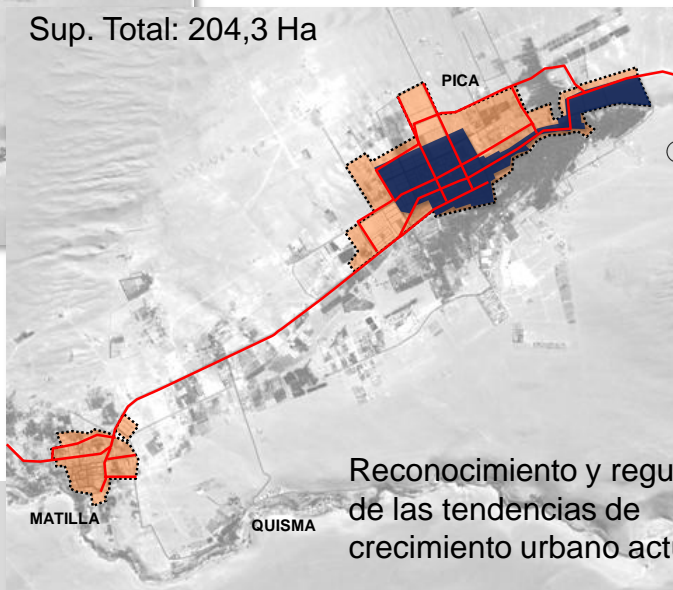 Sup. Total: 204,3 Ha
PICA
Reconocimiento y regu
de las tendencias de
crecimiento urbano actu
MATILLA
QUISMA